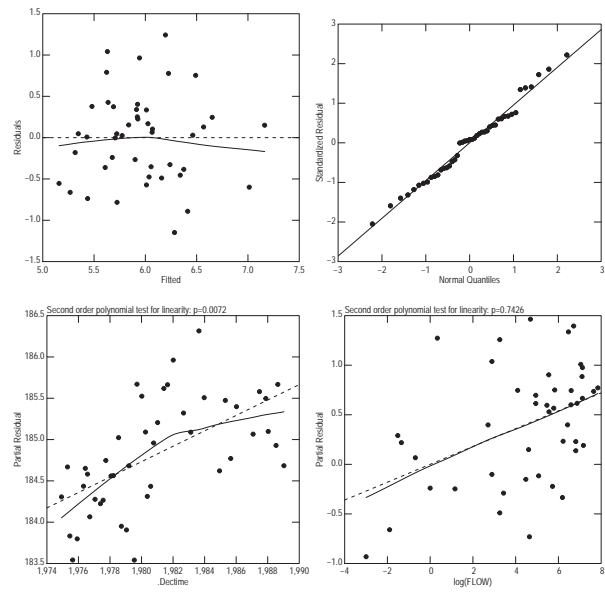 1.5
1.0
0.5
0.0
−0.5
−1.0
−1.5
Residuals
5.0 5.5 6.0 6.5 7.0 7.5
Fitted
3
2
1
0
−1
−2
−3
Standardized Residual
−3 −2 −1 0 1 2 3
Normal Quantiles
Second order polynomial test for linearity: p=0.0072
186.5
186.0
185.5
185.0
184.5
184.0
183.5
Partial Residual
1,974 1,976 1,978 1,980 1,982 1,984 1,986 1,988 1,990
.Dectime
Second order polynomial test for linearity: p=0.7426
1.5
1.0
0.5
0.0
−0.5
−1.0
Partial Residual
−4 −2 0 2 4 6 8
log(FLOW)